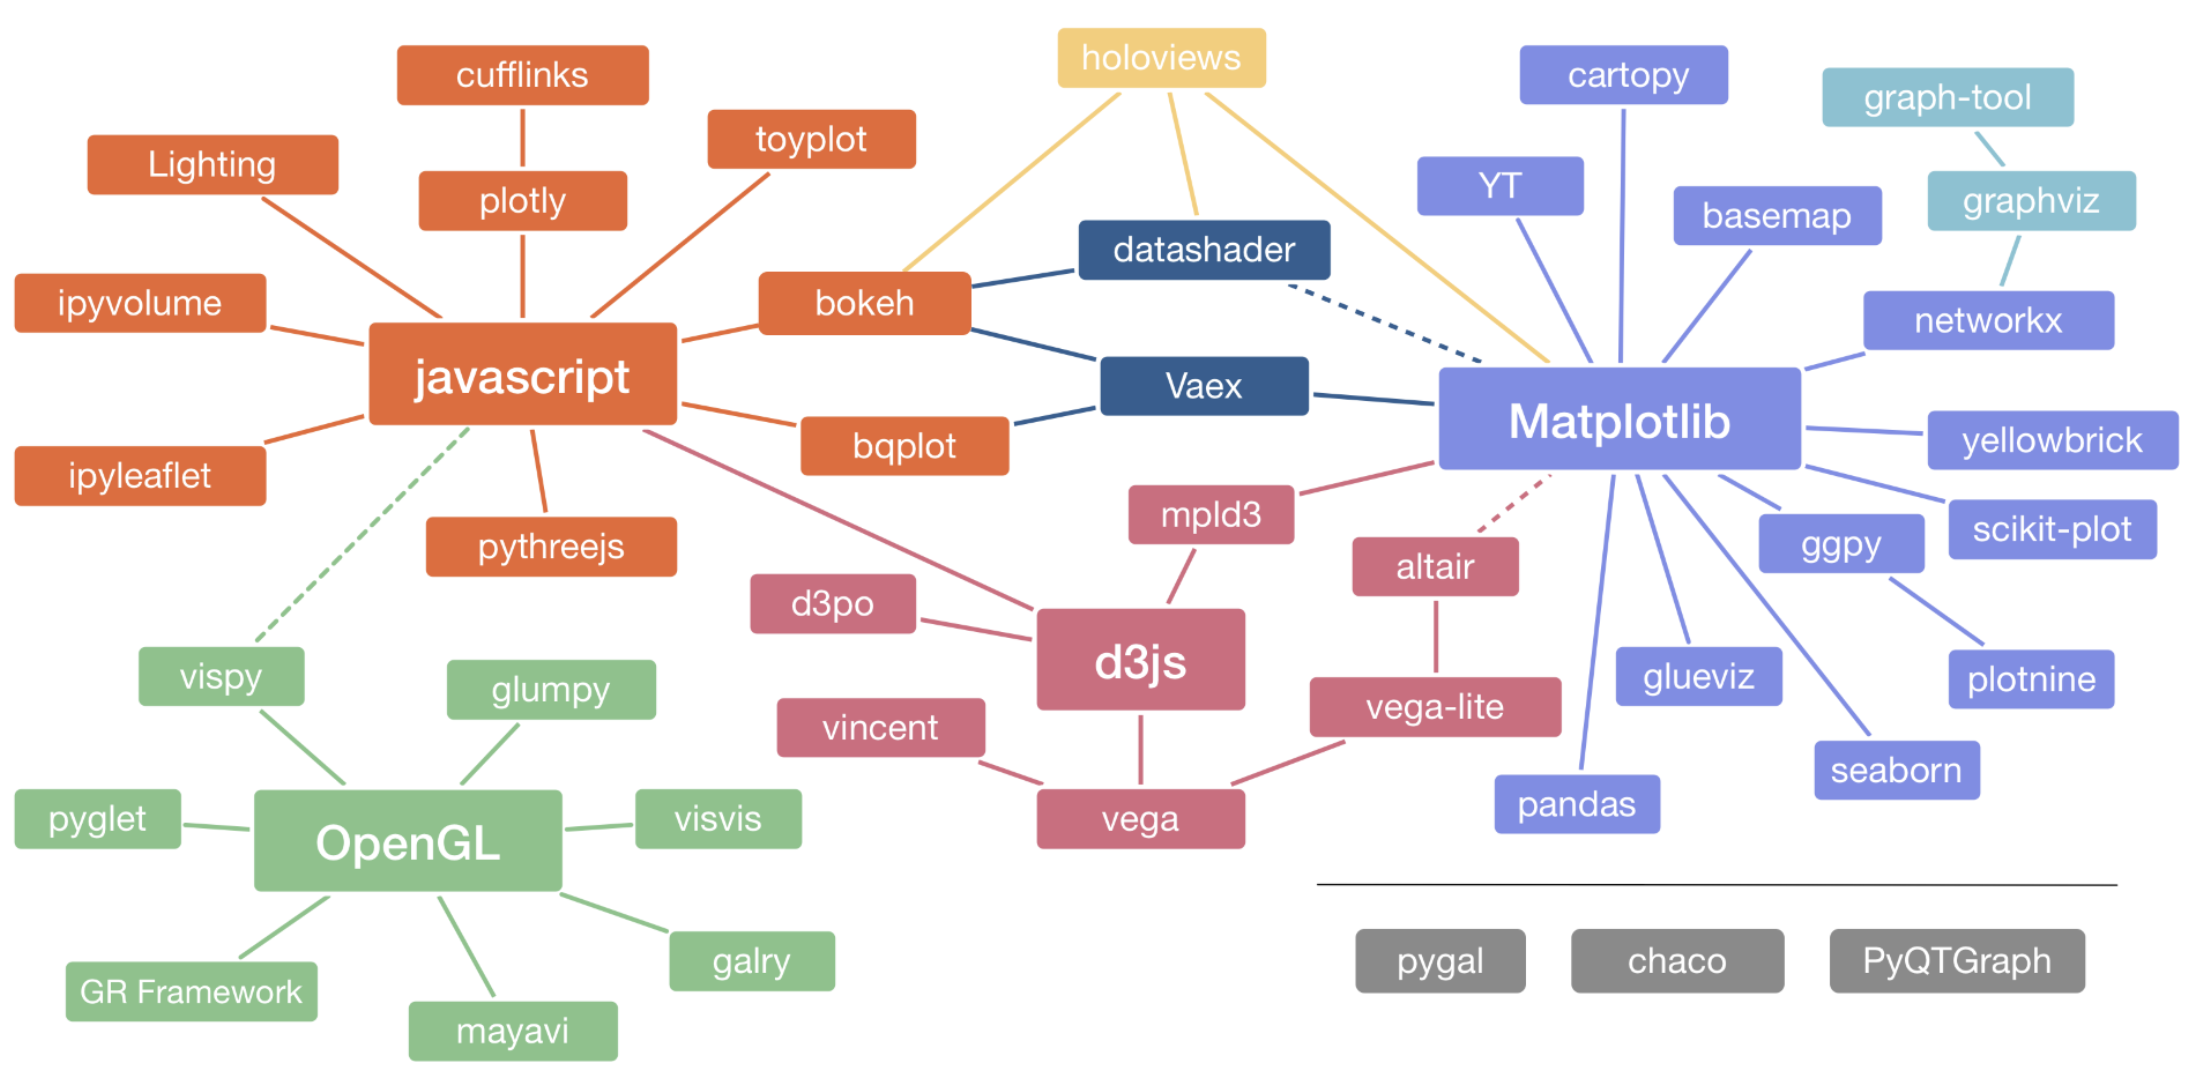 holoviews
cufflinks
cartopy
graph-tool
toyplot
Lighting
YT
plotly
graphviz
basemap
datashader
ipyvolume
bokeh
networkx
javascript
Vaex
Matplotlib
yellowbrick
bqplot
ipyleaflet
mpld3
scikit-plot
pythreejs
ggpy
altair
d3po
d3js
vispy
glueviz
plotnine
glumpy
vega-lite
vincent
seaborn
pandas
pyglet
visvis
vega
OpenGL
galry
pygal
chaco
PyQTGraph
GR Framework
mayavi